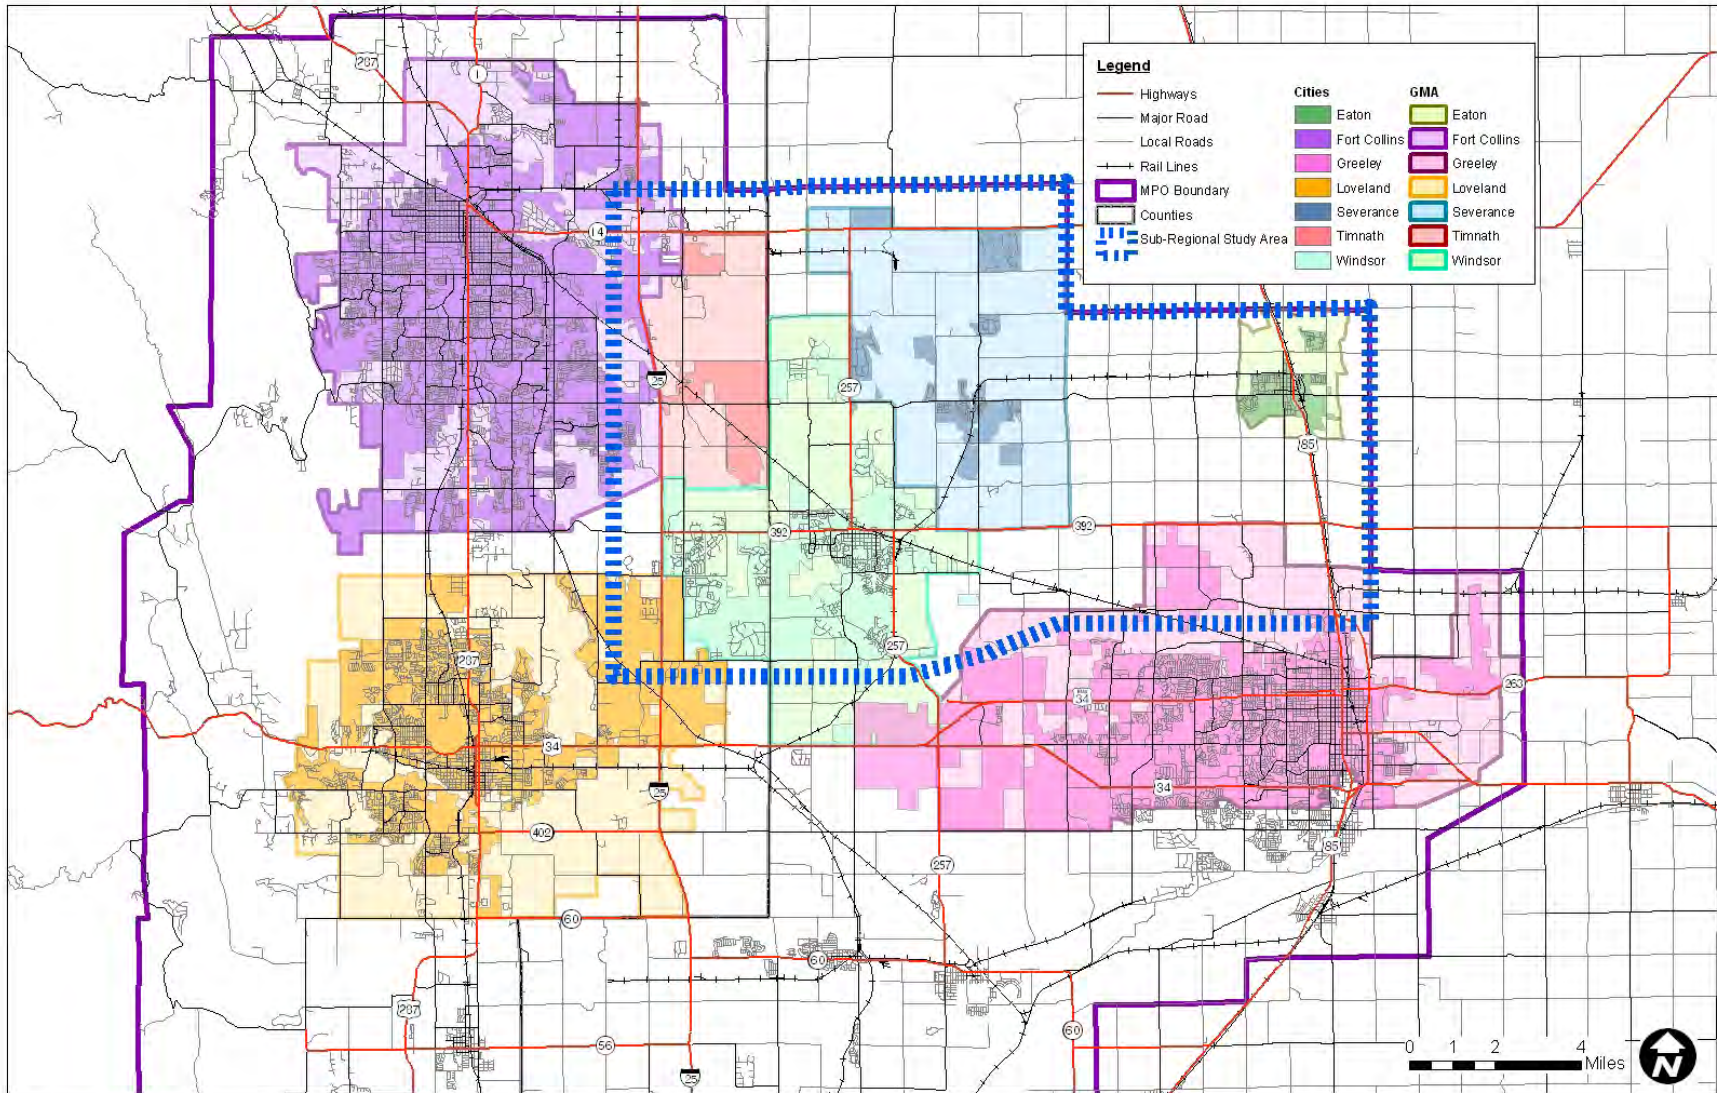 Legend
Highways
Major Road
Local Roads
Rail Lines
MPO Boundary
Counties
Sub-Regional Study Area
Cities
Eaton
Fort Collins
Greeley
Loveland
Severance
Timnath
Windsor
GMA
Eaton
Fort Collins
Greeley
Loveland
Severance
Timnath
Windsor
287
1
14
25
257
85
392
392
257
287
263
34
34
34
25
402
257
85
60
60
287
60
56
25
0 1 2 4
Miles
N